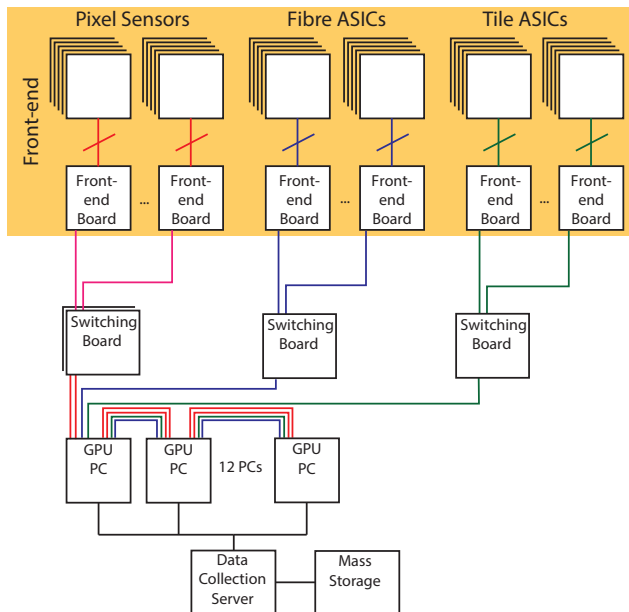 Pixel Sensors
Fibre ASICs
Tile ASICs
Front-end
Front-
end
Board
...
Front-
end
Board
Front-
end
Board
...
Front-
end
Board
Front-
end
Board
...
Front-
end
Board
Switching
Board
Switching
Board
Switching
Board
GPU
PC
GPU
PC
12 PCs
GPU
PC
Data
Collection
Server
Mass
Storage